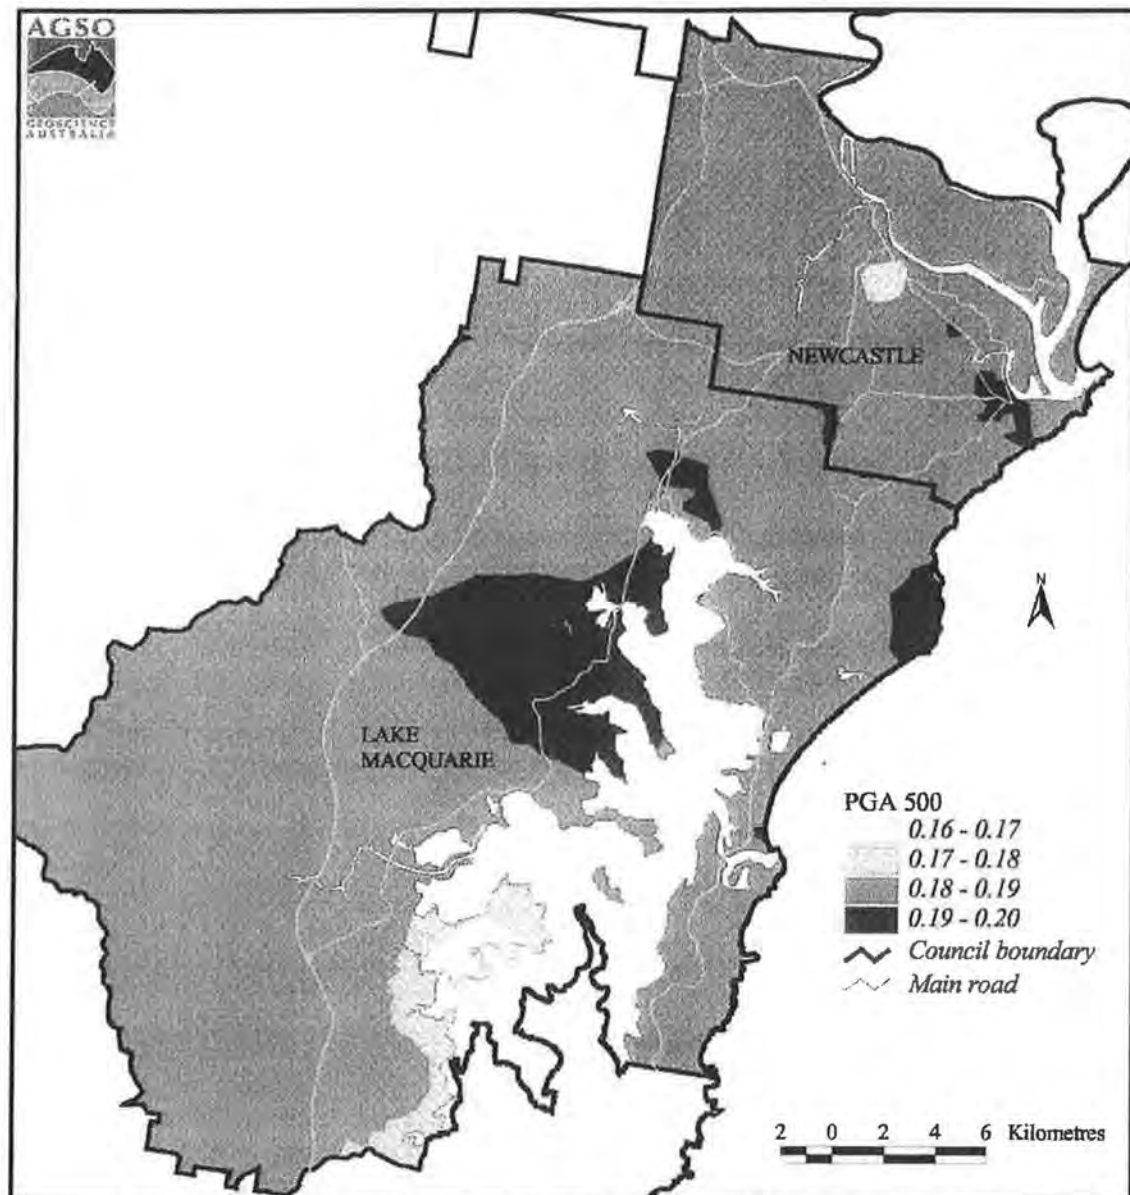 AGSO
GEOSCIENCE
AUSTRALIA
NEWCASTLE
N
LAKE
MACQUARIE
PGA 500
0.16 - 0.17
0.17 - 0.18
0.18 - 0.19
0.19 - 0.20
Council boundary
Main road
2 0 2 4 6 Kilometres